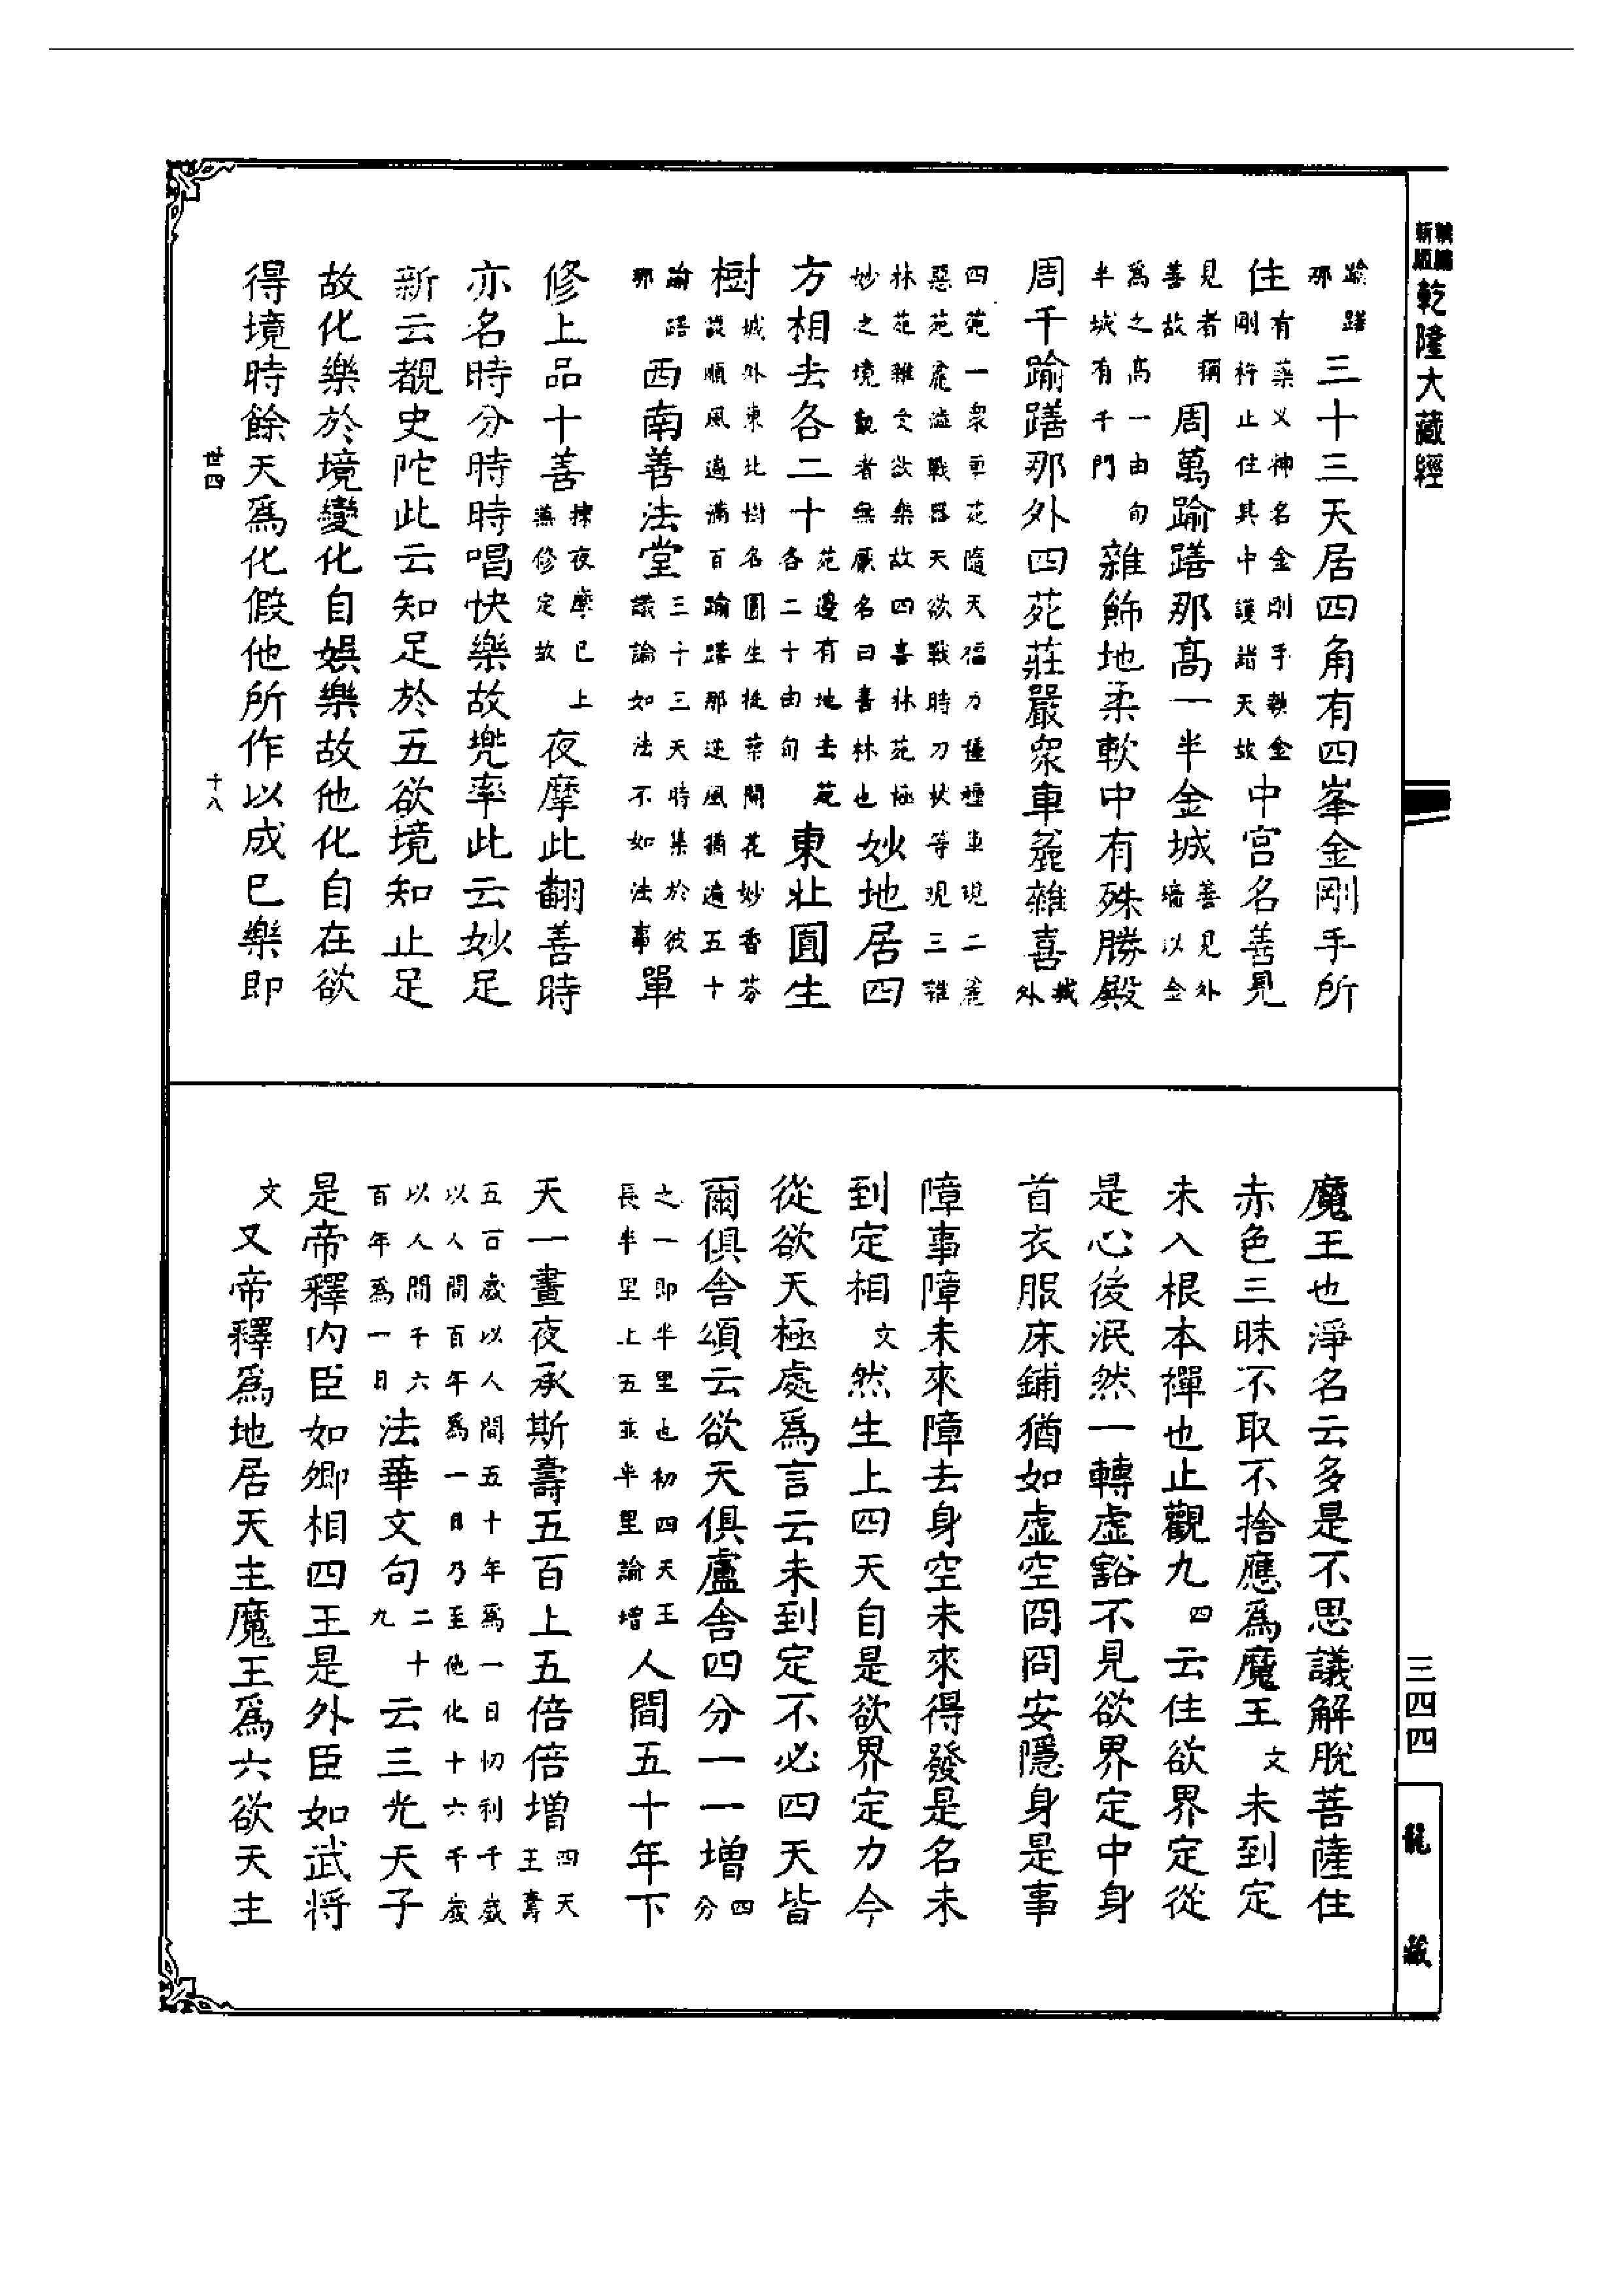 乾隆大藏經
踰繕那三十三天居四角有四峯金剛手所
住有藥义神名金剛手執金剛杵止住其中護諸天故中宮名善見
見者稱善故周萬踰繕那髙一半金城善見外墻以金
爲之髙一由旬半城有千門雜飾地柔軟中有殊勝殿
周千踰繕那外四苑莊嚴衆車麁雜喜城外
四苑一衆車苑隨天福力種種車現二麁惡苑麁澁戰器天欲戰時刀杖等現三雜
林苑雜受欲樂故四喜林苑極妙之境觀者無厭名曰喜林也妙地居四
方相去各二十苑邊有地去苑各二十由旬東北圓生
樹城外東北樹名圓生挺葉開花妙香芬馥順風遍滿百踰繕那逆風猶遍五十
踰繕那西南善法堂三十三天時集於彼議論如法不如法事單
修上品十善揀夜摩已上兼修定故夜摩此翻善時
亦名時分時時唱快樂故兠率此云妙足
新云覩史陀此云知足於五欲境知止足
故化樂於境變化自娛樂故他化自在欲
得境時餘天爲化假他所作以成已樂即
世四
十八
魔王也淨名云多是不思議解脫菩薩住
赤色三昧不取不捨應爲魔王文未到定
未入根本禪也止觀九四云住欲界定從
是心後泯然一轉虛豁不見欲界定中身
首衣服床鋪猶如虛空冏冏安隱身是事
障事障未來障去身空未來得發是名未
到定相文然生上四天自是欲界定力今
從欲天極處爲言云未到定不必四天皆
爾俱舍頌云欲天俱盧舍四分一一增四分
之一即半里也初四天王長半里上五並半里論增人間五十年下
天一晝夜承斯壽五百上五倍倍增四天王壽
五百歲以人間五十年爲一日忉利千歲以人間百年爲一日乃至他化十六千歲
以人間千六百年爲一日法華文句二十九云三光天子
是帝釋內臣如卿相四王是外臣如武將
文又帝釋爲地居天主魔王爲六欲天主
三四四
龍藏